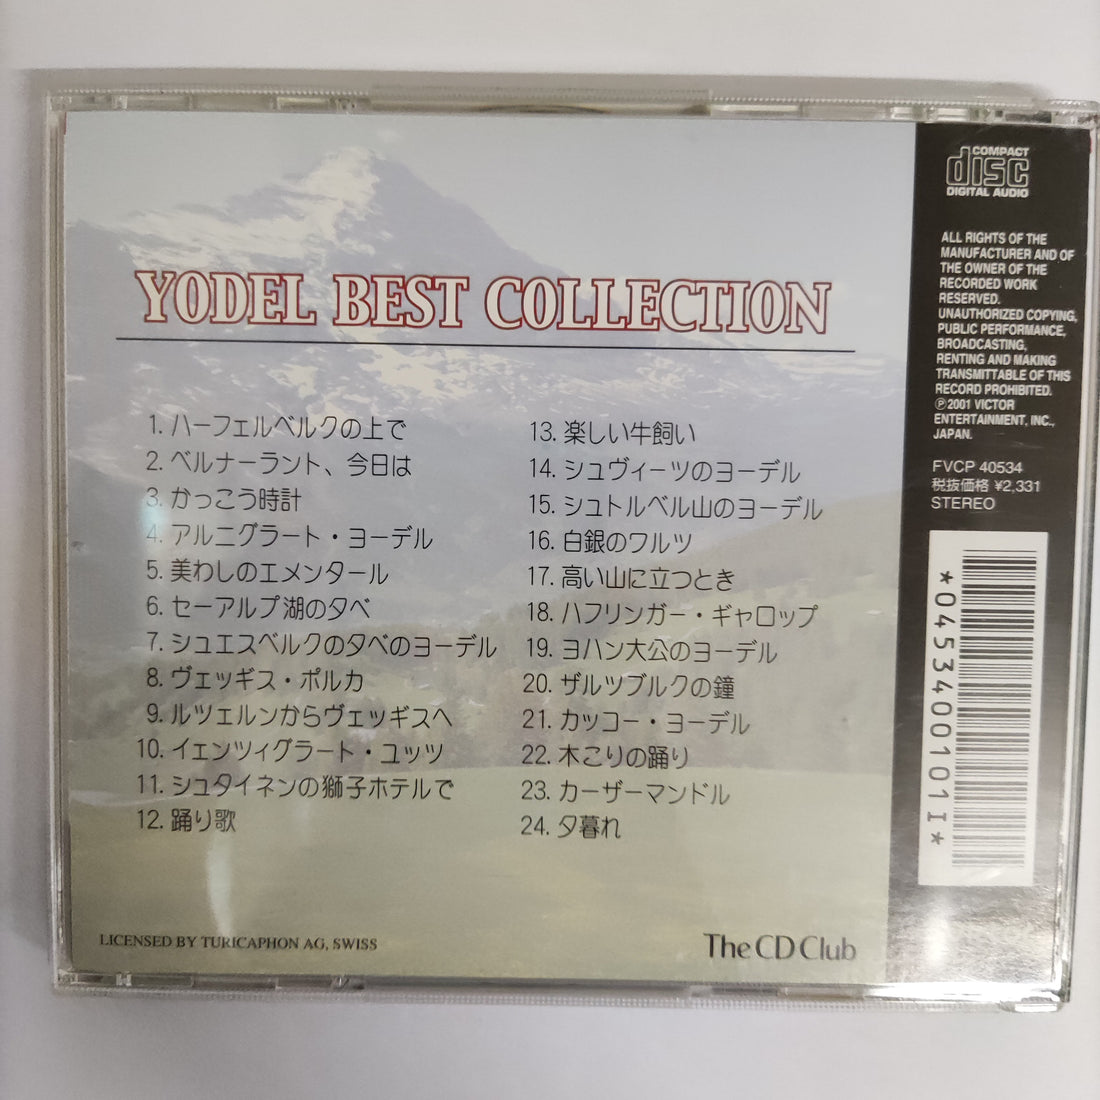 YODEL BEST COLLECTION
1. ハーフェルベルクの上で
2. ベルナーラント、今日は
3. かっこう時計
4. アルニグラート・ヨーデル
5. 美わしのエメンタール
6. セーアルプ湖の夕べ
7. シュエスベルクの夕べのヨーデル
8. ヴェッギス・ポルカ
9. ルツェルンからヴェッギスへ
10. イェンツィグラート・ユッツ
11. シュタイネンの獅子ホテルで
12. 踊り歌
13. 楽しい牛飼い
14. シュヴィーツのヨーデル
15. シュトルベル山のヨーデル
16. 白銀のワルツ
17. 高い山に立つとき
18. ハフリンガー・ギャロップ
19. ヨハン大公のヨーデル
20. ザルツブルクの鐘
21. カッコー・ヨーデル
22. 木こりの踊り
23. カーザーマンドル
24. 夕暮れ
LICENSED BY TURICAPHON AG, SWISS
The CD Club
COMPACT
disc
DIGITAL AUDIO
ALL RIGHTS OF THE
MANUFACTURER AND OF
THE OWNER OF THE
RECORDED WORK
RESERVED.
UNAUTHORIZED COPYING,
PUBLIC PERFORMANCE,
BROADCASTING,
RENTING AND MAKING
TRANSMITTABLE OF THIS
RECORD PROHIBITED.
Ⓟ2001 VICTOR
ENTERTAINMENT, INC.,
JAPAN.
FVCP 40534
税抜価格 ¥2,331
STEREO
*0453400101I*